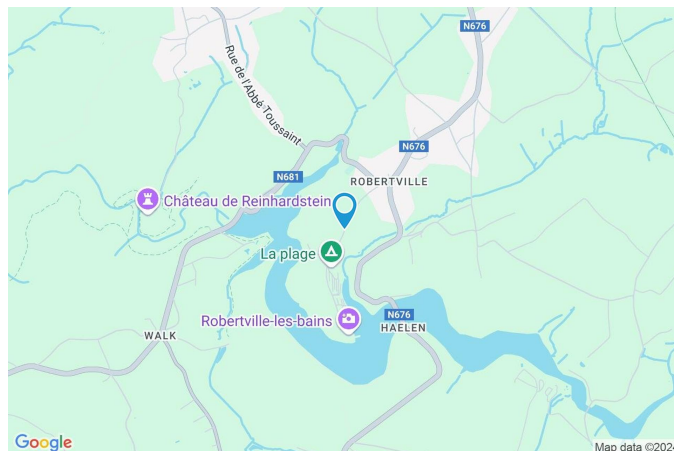 N676
Rue de l'Abbé Toussaint
N676
N681
ROBERTVILLE
Château de Reinhardstein
La plage
Robertville-les-bains
N676
HAELEN
WALK
Google
Map data ©2024